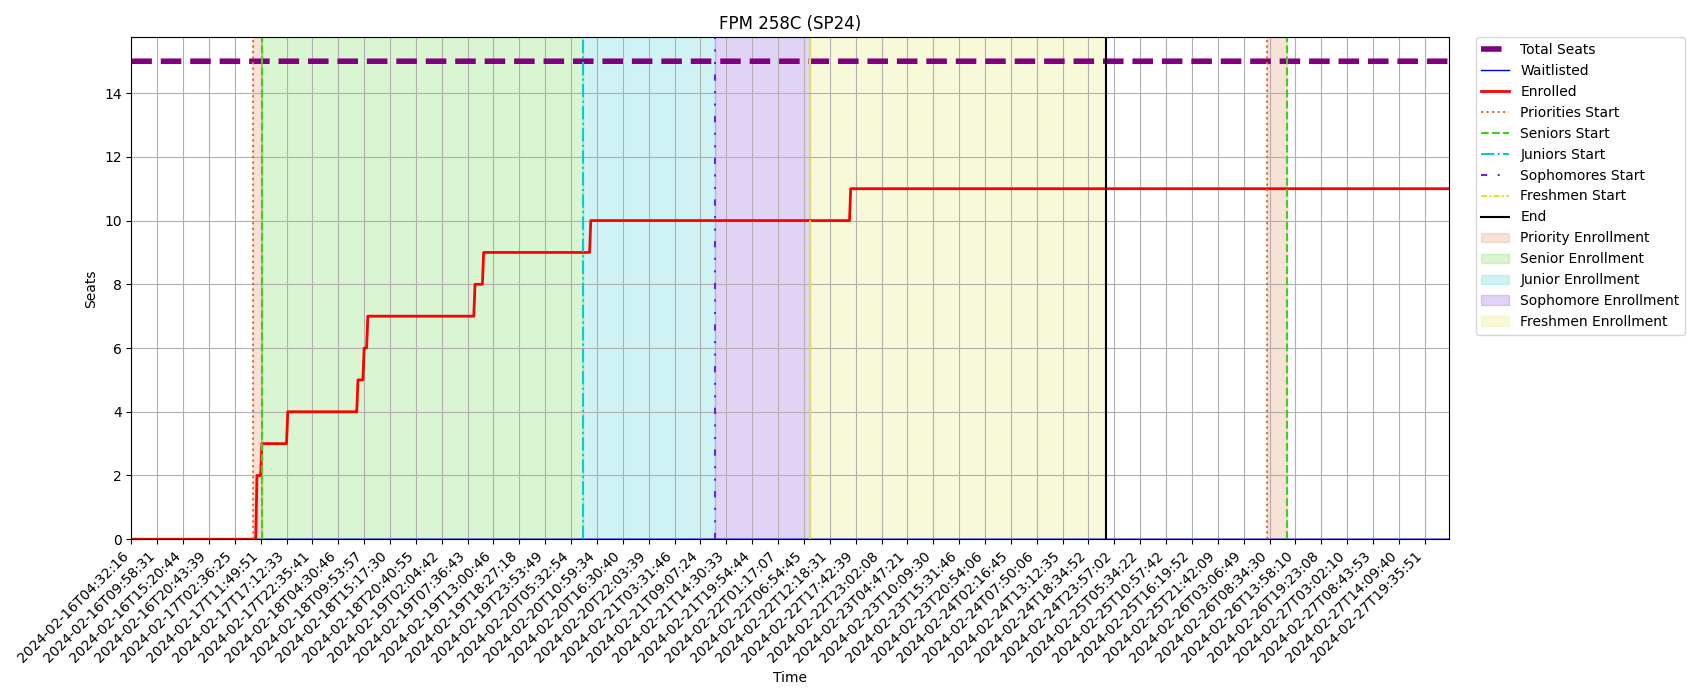 FPM 258C (SP24)
Seats
14
12
10
8
6
4
2
0
2024-02-16T04:32:16
2024-02-16T09:58:31
2024-02-16T15:20:44
2024-02-16T20:43:39
2024-02-17T02:36:25
2024-02-17T11:49:51
2024-02-17T17:12:33
2024-02-17T22:35:41
2024-02-18T04:30:46
2024-02-18T09:53:57
2024-02-18T15:17:30
2024-02-18T20:40:55
2024-02-19T02:04:42
2024-02-19T07:36:43
2024-02-19T13:00:46
2024-02-19T18:27:18
2024-02-19T23:53:49
2024-02-20T05:32:54
2024-02-20T10:59:34
2024-02-20T16:30:40
2024-02-20T22:03:39
2024-02-21T03:31:46
2024-02-21T09:07:24
2024-02-21T14:30:33
2024-02-21T19:54:44
2024-02-22T01:17:07
2024-02-22T06:54:45
2024-02-22T12:18:31
2024-02-22T17:42:39
2024-02-22T23:02:08
2024-02-23T04:47:21
2024-02-23T10:09:30
2024-02-23T15:31:46
2024-02-23T20:54:06
2024-02-24T02:16:45
2024-02-24T07:50:06
2024-02-24T13:12:35
2024-02-24T18:34:52
2024-02-24T23:57:02
2024-02-25T05:34:22
2024-02-25T10:57:42
2024-02-25T16:19:52
2024-02-25T21:42:09
2024-02-26T03:06:49
2024-02-26T08:34:30
2024-02-26T13:58:10
2024-02-26T19:23:08
2024-02-27T03:02:10
2024-02-27T08:43:53
2024-02-27T14:09:40
2024-02-27T19:35:51
Time
Total Seats
Waitlisted
Enrolled
Priorities Start
Seniors Start
Juniors Start
Sophomores Start
Freshmen Start
End
Priority Enrollment
Senior Enrollment
Junior Enrollment
Sophomore Enrollment
Freshmen Enrollment